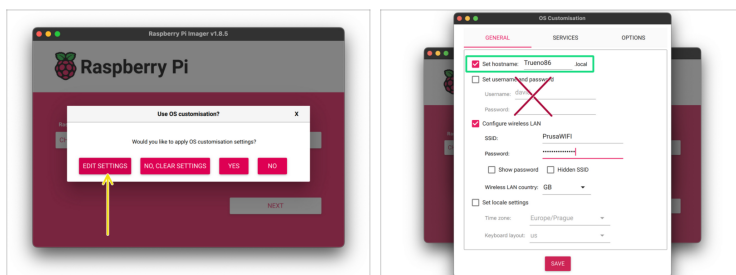 Raspberry Pi Imager v1.8.5
Raspberry Pi
Use OS customisation?
X
Would you like to apply OS customisation settings?
EDIT SETTINGS
NO, CLEAR SETTINGS
YES
NO
NEXT
OS Customisation
GENERAL
SERVICES
OPTIONS
Set hostname: Trueno86 .local
Set username and password
Username:
Password:
Configure wireless LAN
SSID: PrusaWIFI
Password: ••••••••••••••
Show password
Hidden SSID
Wireless LAN country: GB
Set locale settings
Time zone: Europe/Prague
Keyboard layout: us
SAVE